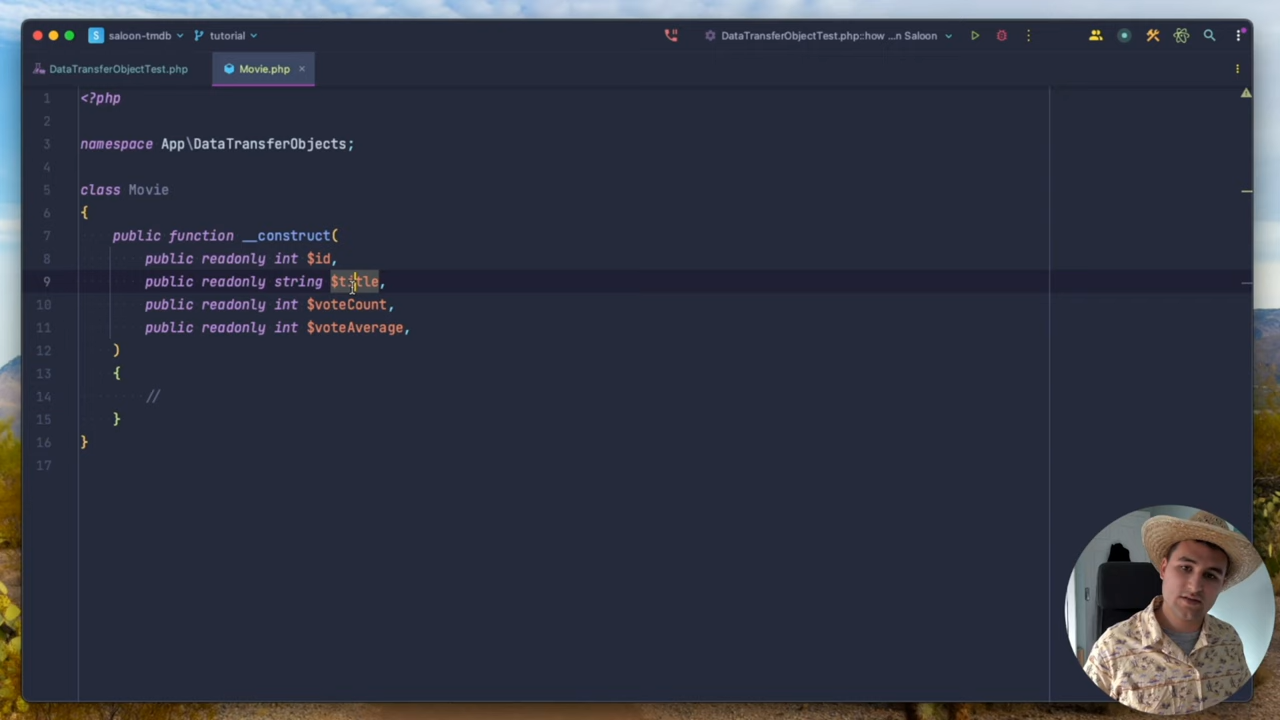 S saloon-tmdb tutorial DataTransferObjectTest.php::how ...n Saloon
DataTransferObjectTest.php Movie.php ×
1 <?php
2
3 namespace App\DataTransferObjects;
4
5 class Movie
6 {
7 public function __construct(
8 public readonly int $id,
9 public readonly string $title,
10 public readonly int $voteCount,
11 public readonly int $voteAverage,
12 )
13 {
14 //
15 }
16 }
17